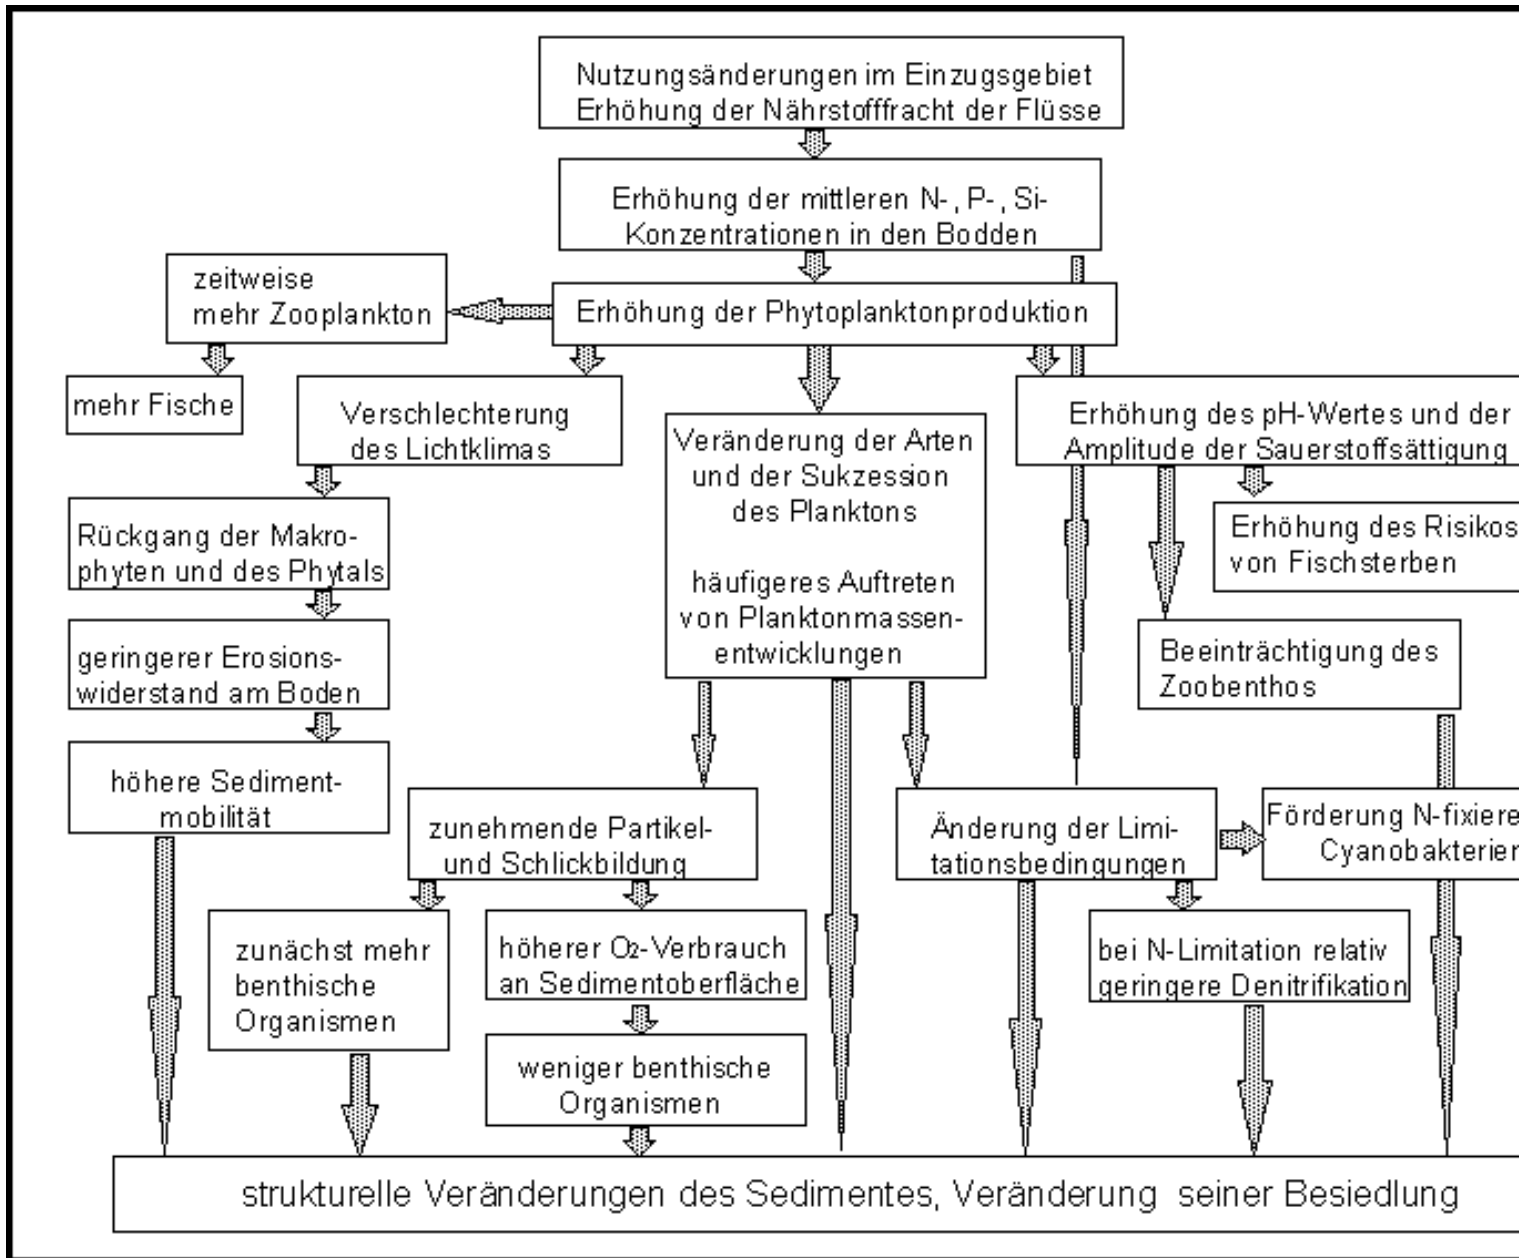 Nutzungsänderungen im Einzugsgebiet
Erhöhung der Nährstofffracht der Flüsse
Erhöhung der mittleren N-, P-, Si-
Konzentrationen in den Bodden
zeitweise
mehr Zooplankton
Erhöhung der Phytoplanktonproduktion
mehr Fische
Verschlechterung
des Lichtklimas
Veränderung der Arten
und der Sukzession
des Planktons
häufigeres Auftreten
von Planktonmassen-
entwicklungen
Erhöhung des pH-Wertes und der
Amplitude der Sauerstoffsättigung
Rückgang der Makro-
phyten und des Phytals
Erhöhung des Risikos
von Fischsterben
geringerer Erosions-
widerstand am Boden
Beeinträchtigung des
Zoobenthos
höhere Sediment-
mobilität
zunehmende Partikel-
und Schlickbildung
Änderung der Limi-
tationsbedingungen
Förderung N-fixiere
Cyanobakterien
zunächst mehr
benthische
Organismen
höherer O2-Verbrauch
an Sedimentoberfläche
bei N-Limitation relativ
geringere Denitrifikation
weniger benthische
Organismen
strukturelle Veränderungen des Sedimentes, Veränderung seiner Besiedlung